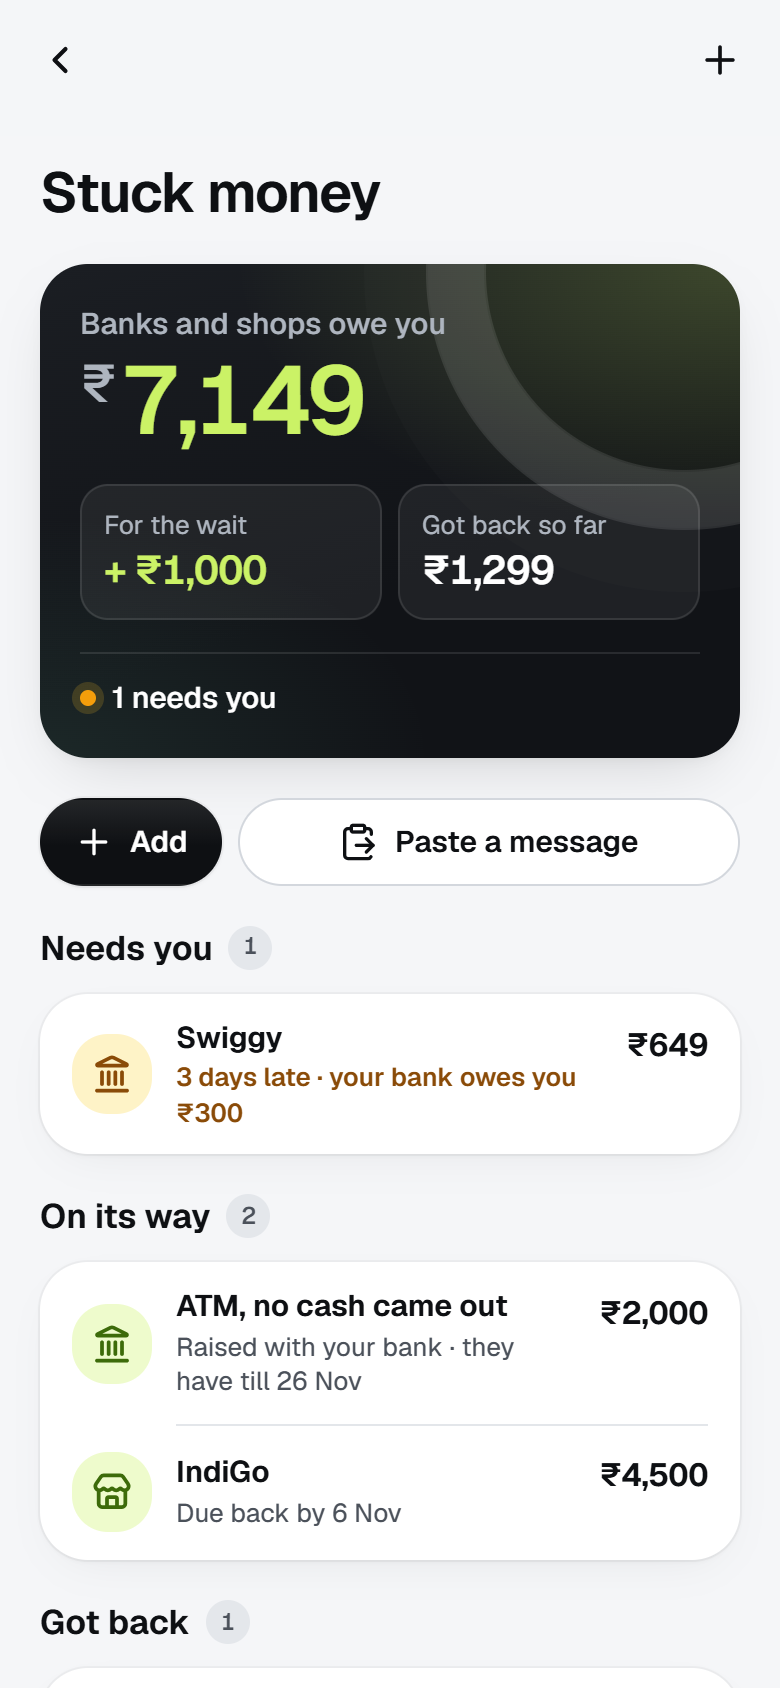 Stuck money
Banks and shops owe you
₹7,149
For the wait
+ ₹1,000
Got back so far
₹1,299
1 needs you
Add
Paste a message
Needs you 1
Swiggy
₹649
3 days late · your bank owes you
₹300
On its way 2
ATM, no cash came out
₹2,000
Raised with your bank · they
have till 26 Nov
IndiGo
₹4,500
Due back by 6 Nov
Got back 1